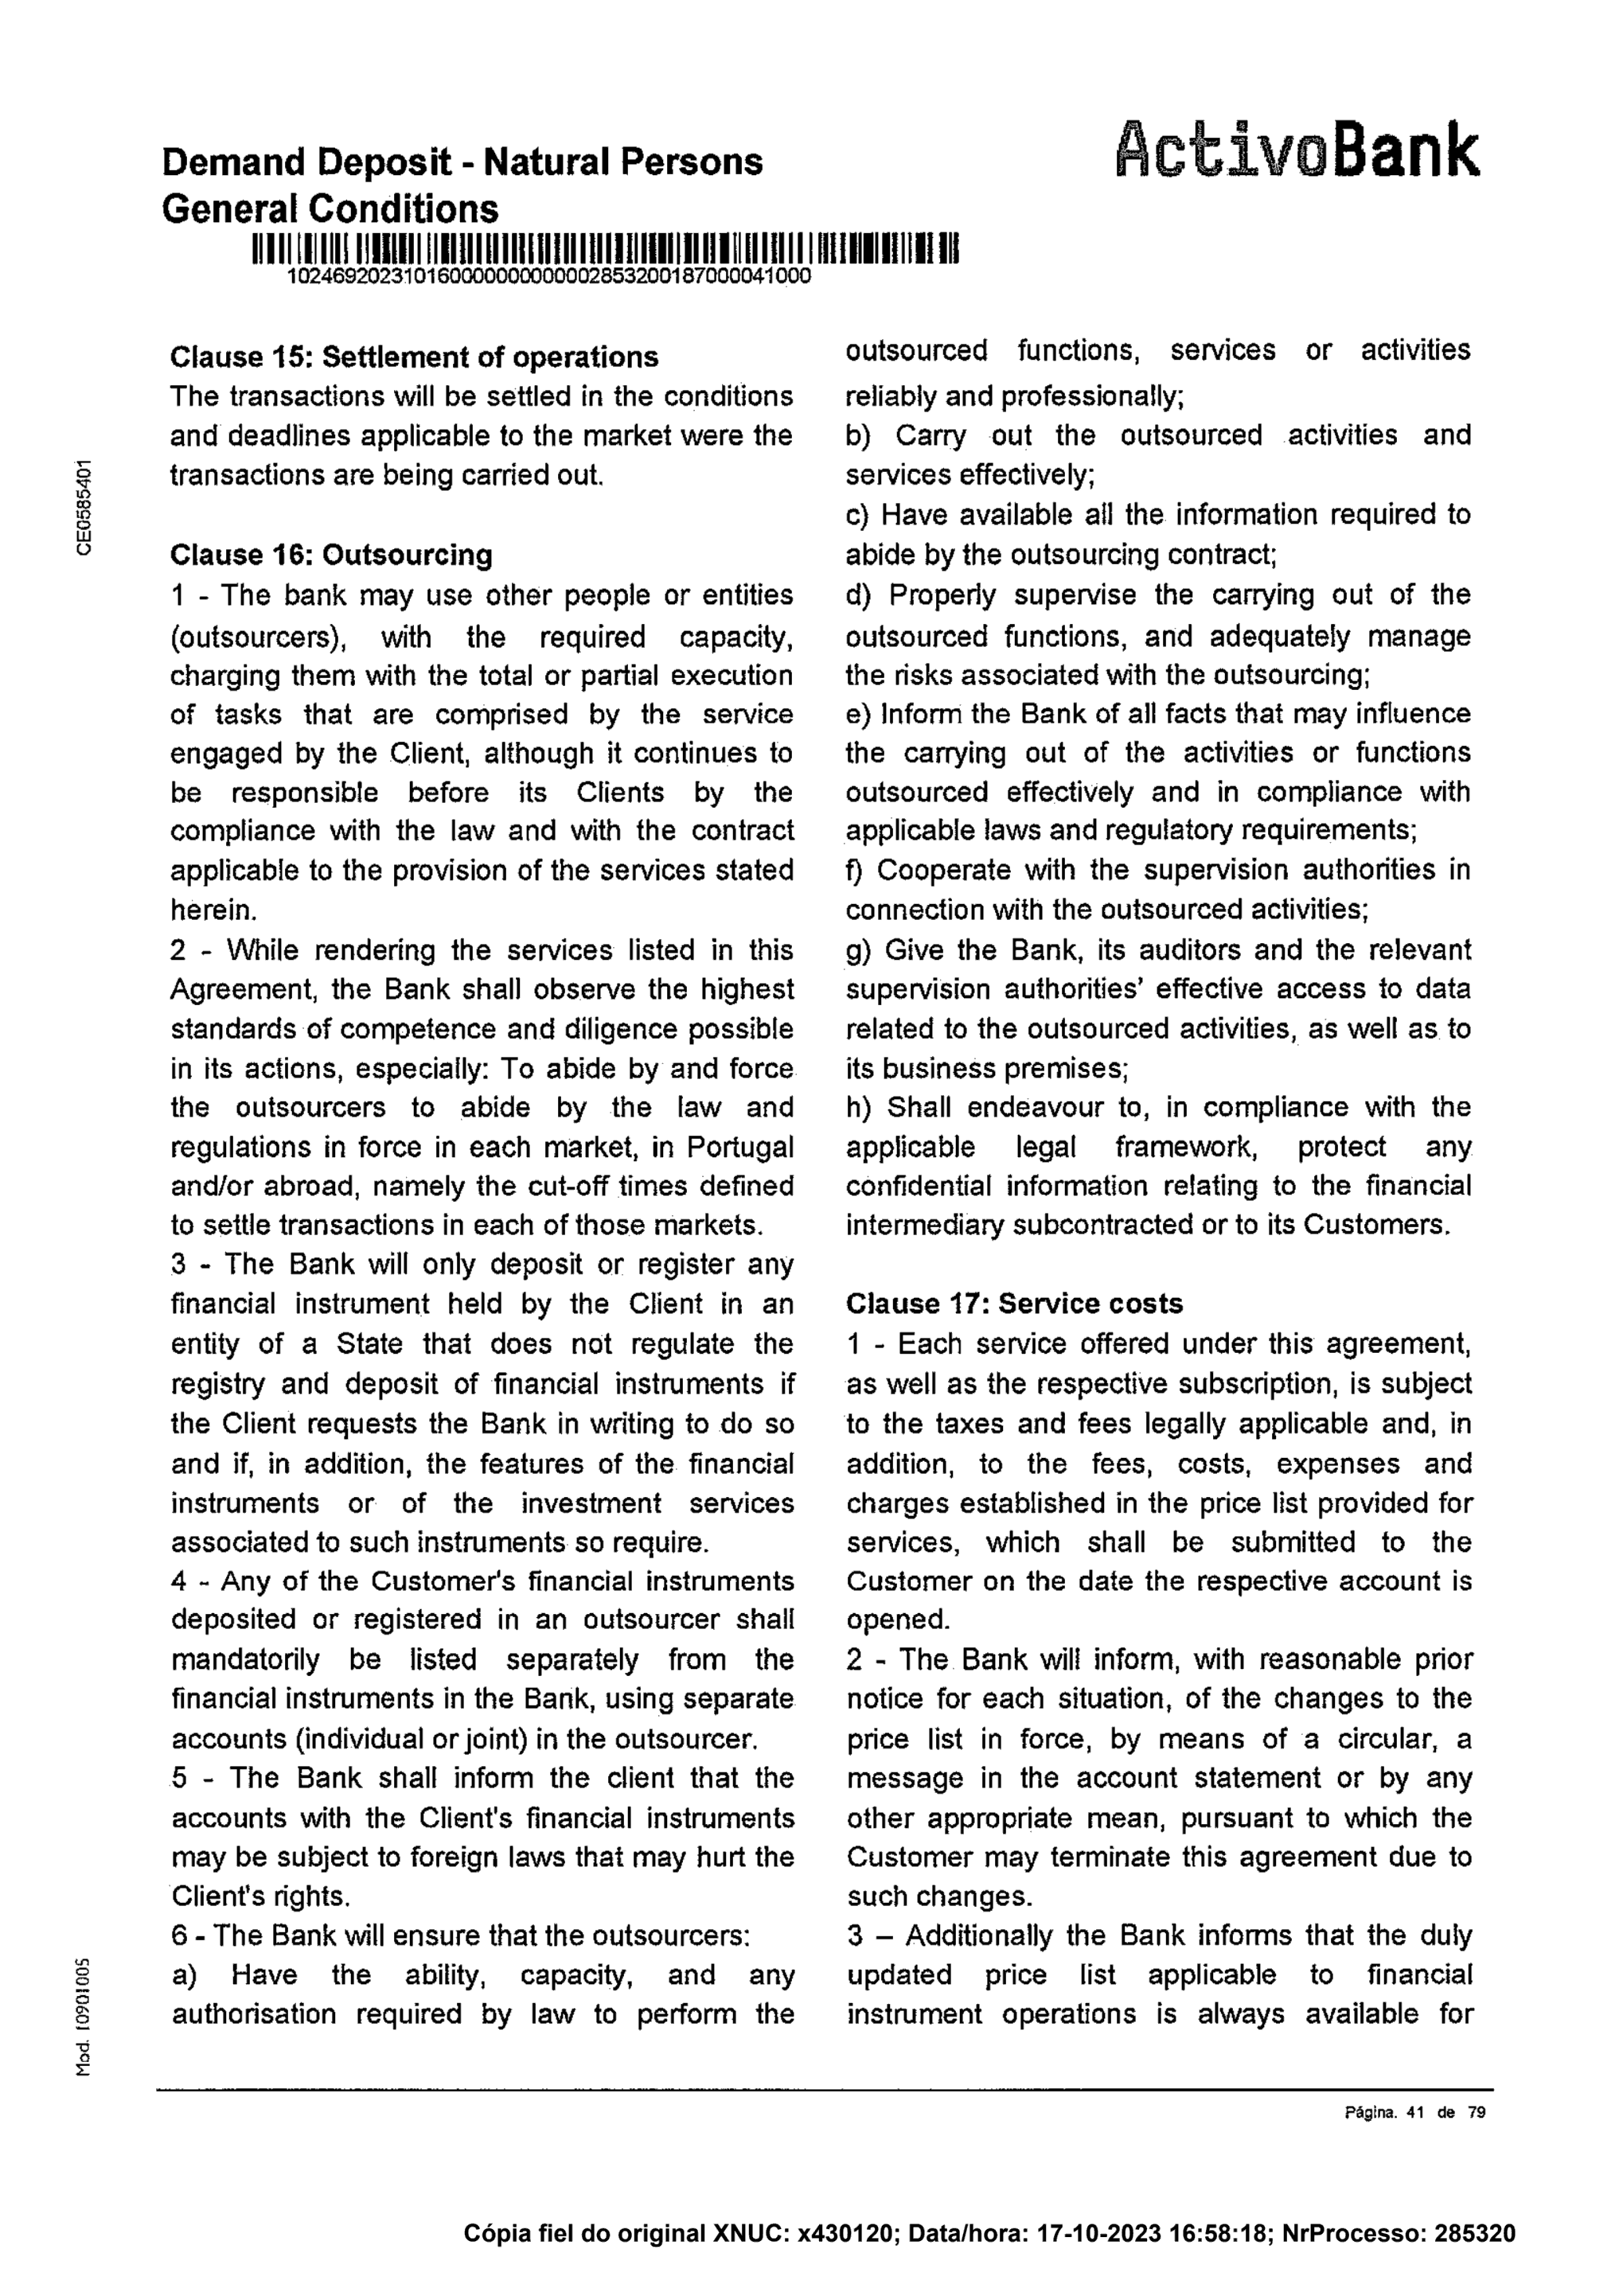 ActivoBank
Demand Deposit - Natural Persons
General Conditions
10246920231016000000000000285320018700004­1000
CE0585401
Clause 15: Settlement of operations
The transactions will be settled in the conditions
and deadlines applicable to the market were the
transactions are being carried out.
Clause 16: Outsourcing
1 - The bank may use other people or entities
(outsourcers), with the required capacity,
charging them with the total or partial execution
of tasks that are comprised by the service
engaged by the Client, although it continues to
be responsible before its Clients by the
compliance with the law and with the contract
applicable to the provision of the services stated
herein.
2 - While rendering the services listed in this
Agreement, the Bank shall observe the highest
standards of competence and diligence possible
in its actions, especially: To abide by and force
the outsourcers to abide by the law and
regulations in force in each market, in Portugal
and/or abroad, namely the cut-off times defined
to settle transactions in each of those markets.
3 - The Bank will only deposit or register any
financial instrument held by the Client in an
entity of a State that does not regulate the
registry and deposit of financial instruments if
the Client requests the Bank in writing to do so
and if, in addition, the features of the financial
instruments or of the investment services
associated to such instruments so require.
4 - Any of the Customer's financial instruments
deposited or registered in an outsourcer shall
mandatorily be listed separately from the
financial instruments in the Bank, using separate
accounts (individual or joint) in the outsourcer.
5 - The Bank shall inform the client that the
accounts with the Client's financial instruments
may be subject to foreign laws that may hurt the
Client's rights.
6 - The Bank will ensure that the outsourcers:
a) Have the ability, capacity, and any
authorisation required by law to perform the
outsourced functions, services or activities
reliably and professionally;
b) Carry out the outsourced activities and
services effectively;
c) Have available all the information required to
abide by the outsourcing contract;
d) Properly supervise the carrying out of the
outsourced functions, and adequately manage
the risks associated with the outsourcing;
e) Inform the Bank of all facts that may influence
the carrying out of the activities or functions
outsourced effectively and in compliance with
applicable laws and regulatory requirements;
f) Cooperate with the supervision authorities in
connection with the outsourced activities;
g) Give the Bank, its auditors and the relevant
supervision authorities' effective access to data
related to the outsourced activities, as well as to
its business premises;
h) Shall endeavour to, in compliance with the
applicable legal framework, protect any
confidential information relating to the financial
intermediary subcontracted or to its Customers.
Clause 17: Service costs
1 - Each service offered under this agreement,
as well as the respective subscription, is subject
to the taxes and fees legally applicable and, in
addition, to the fees, costs, expenses and
charges established in the price list provided for
services, which shall be submitted to the
Customer on the date the respective account is
opened.
2 - The Bank will inform, with reasonable prior
notice for each situation, of the changes to the
price list in force, by means of a circular, a
message in the account statement or by any
other appropriate mean, pursuant to which the
Customer may terminate this agreement due to
such changes.
3 – Additionally the Bank informs that the duly
updated price list applicable to financial
instrument operations is always available for
Mod. 10901005
Página. 41 de 79
Cópia fiel do original XNUC: x430120; Data/hora: 17-10-2023 16:58:18; NrProcesso: 285320